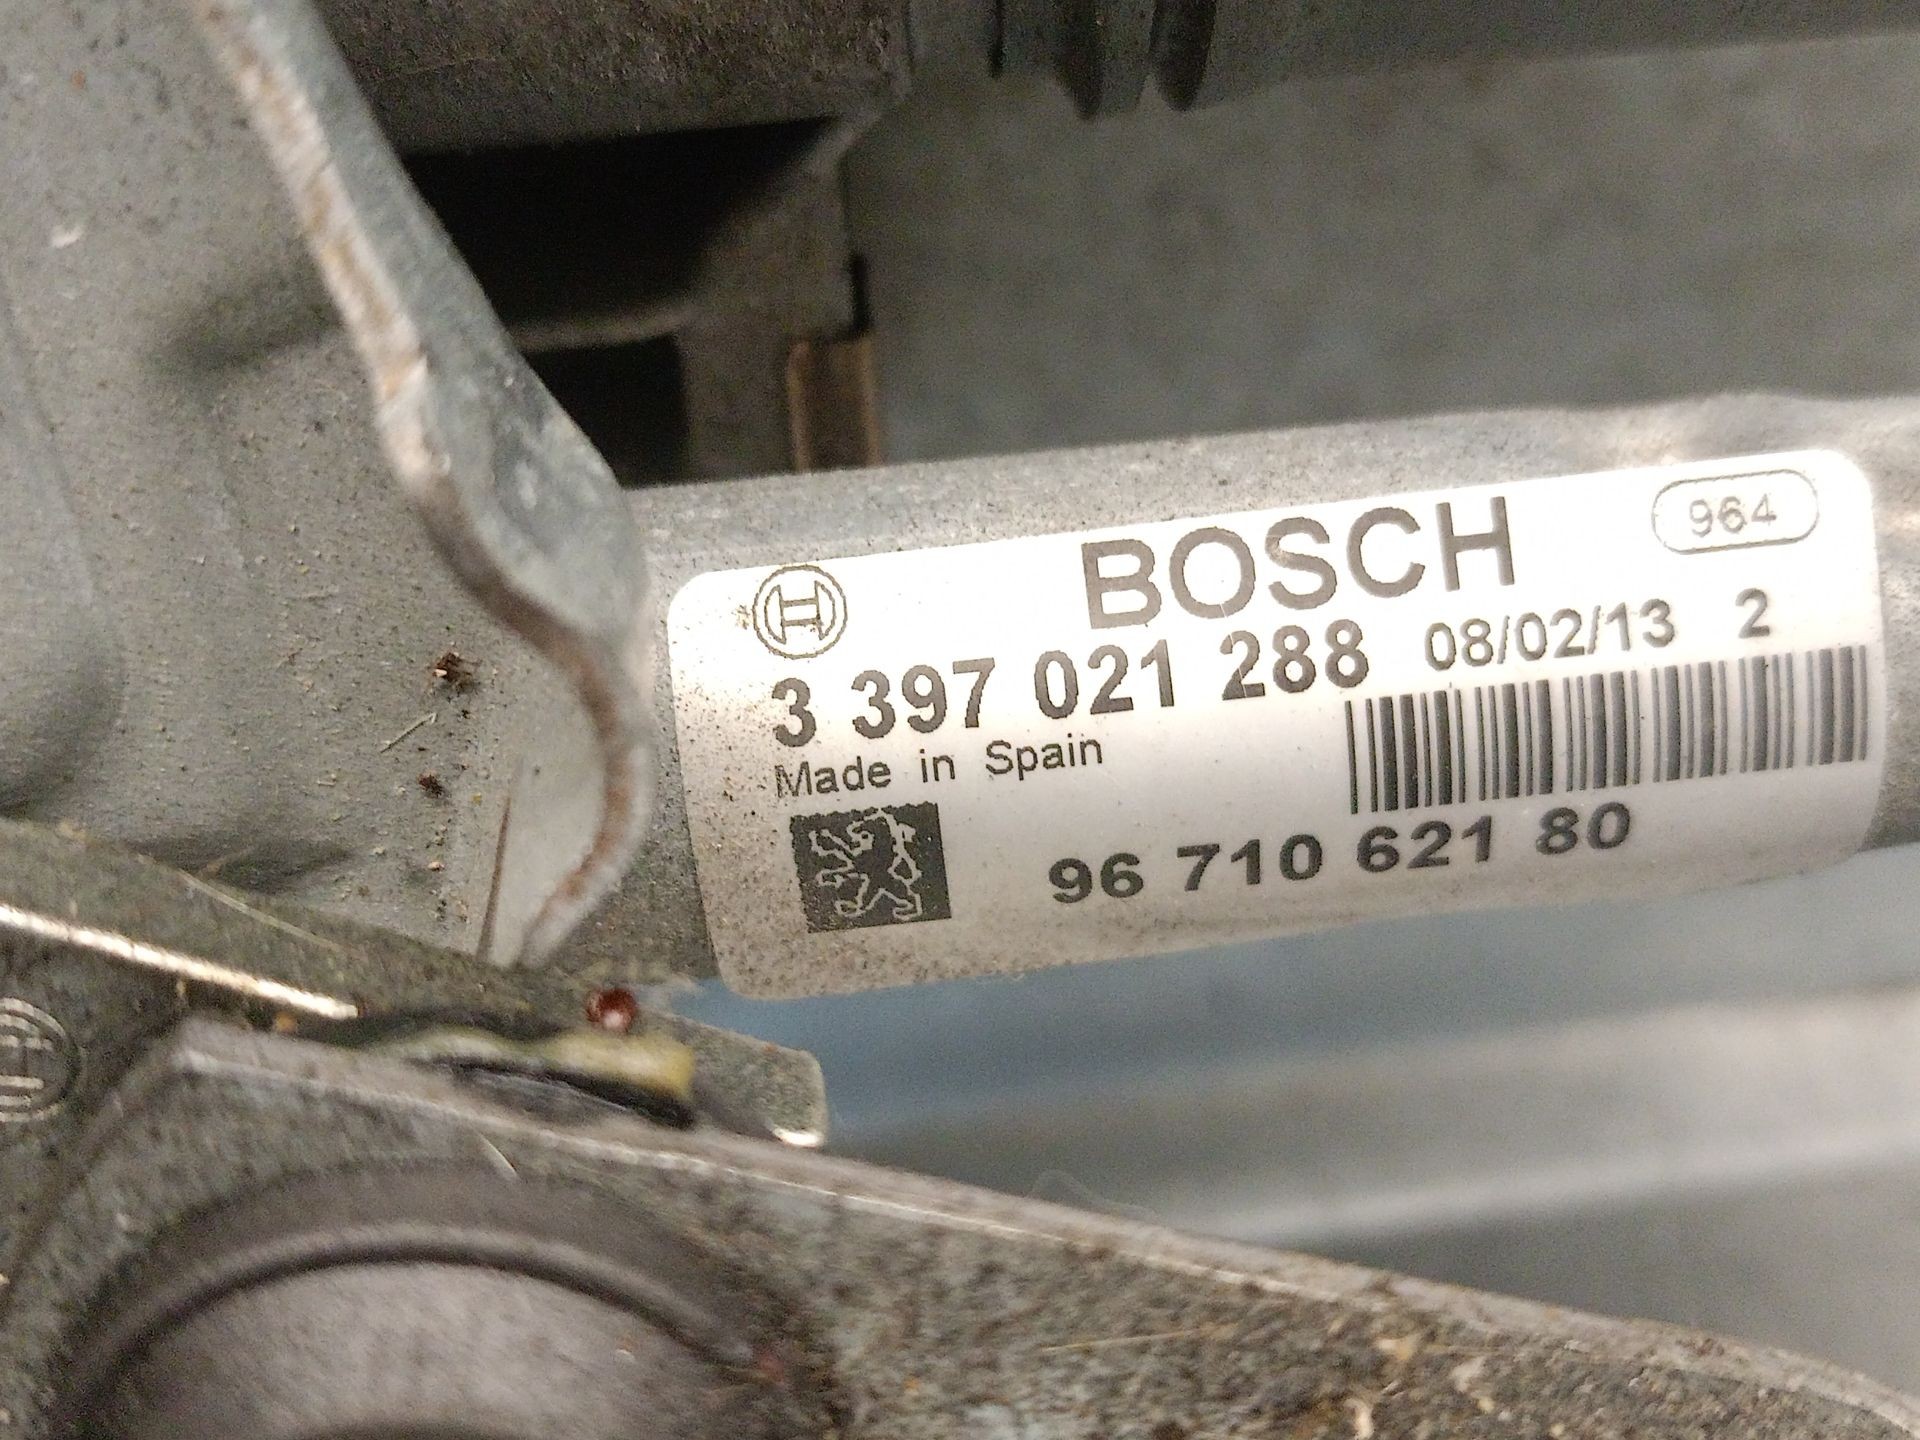 BOSCH 964
3 397 021 288 08/02/13 2
Made in Spain
96 710 621 80